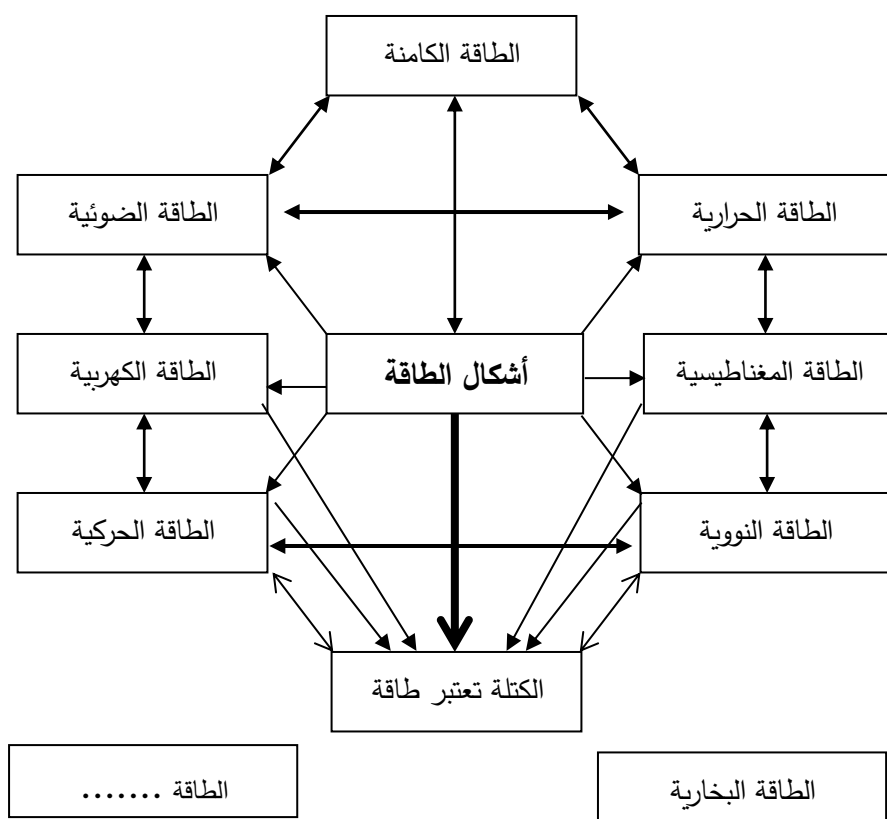 الطاقة الكامنة
الطاقة الحرارية
الطاقة الضوئية
الطاقة المغناطيسية
أشكال الطاقة
الطاقة الكهربية
الطاقة النووية
الطاقة الحركية
الكتلة تعتبر طاقة
الطاقة البخارية
الطاقة .......